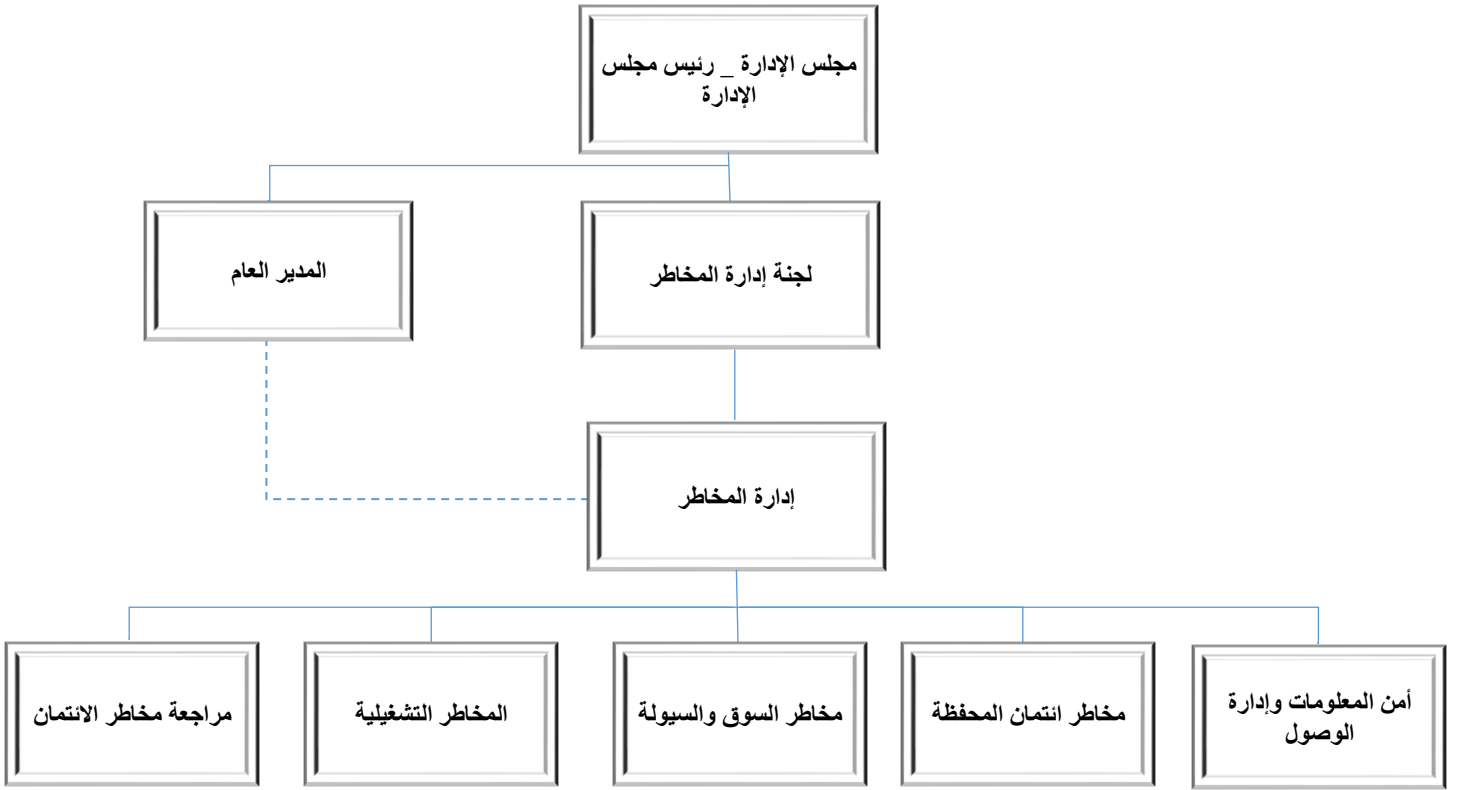 مجلس الإدارة _ رئيس مجلس
الإدارة
لجنة إدارة المخاطر
المدير العام
إدارة المخاطر
أمن المعلومات وإدارة
الوصول
مخاطر ائتمان المحفظة
مخاطر السوق والسيولة
المخاطر التشغيلية
مراجعة مخاطر الائتمان